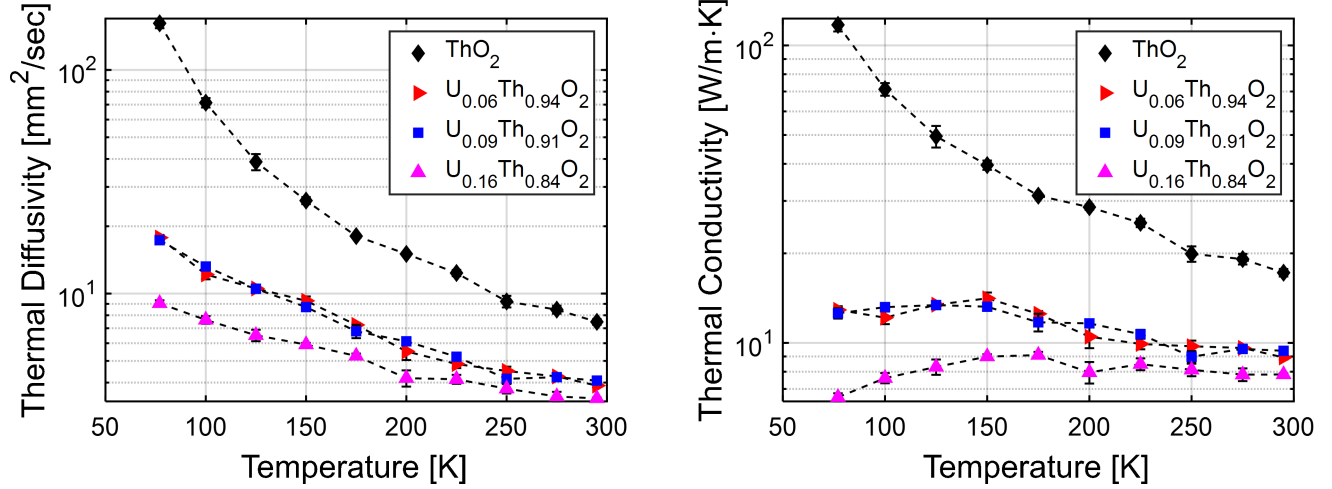 Thermal Diffusivity [mm²/sec]
10²
10¹
50 100 150 200 250 300
Temperature [K]
ThO₂
U₀.₀₆Th₀.₉₄O₂
U₀.₀₉Th₀.₉₁O₂
U₀.₁₆Th₀.₈₄O₂
Thermal Conductivity [W/m·K]
10²
10¹
50 100 150 200 250 300
Temperature [K]
ThO₂
U₀.₀₆Th₀.₉₄O₂
U₀.₀₉Th₀.₉₁O₂
U₀.₁₆Th₀.₈₄O₂